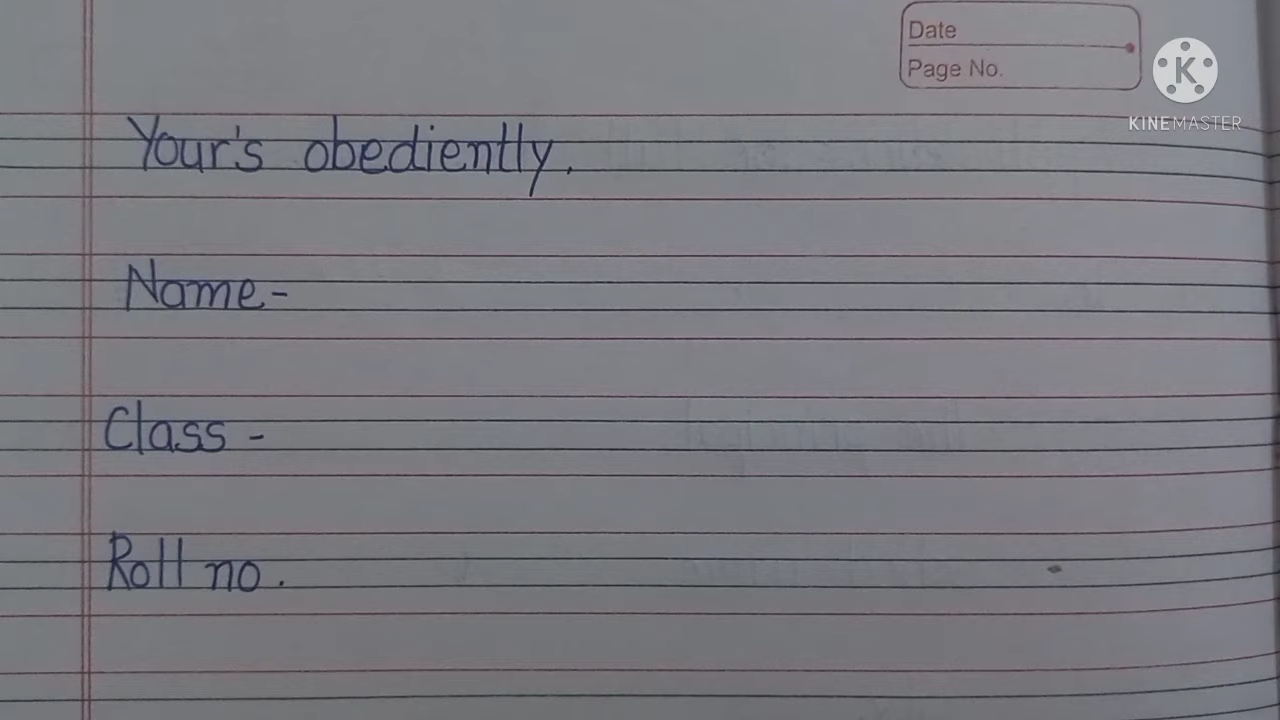 Date
Page No.
K
KINEMASTER
Your's obediently.
Name-
Class -
Roll no.